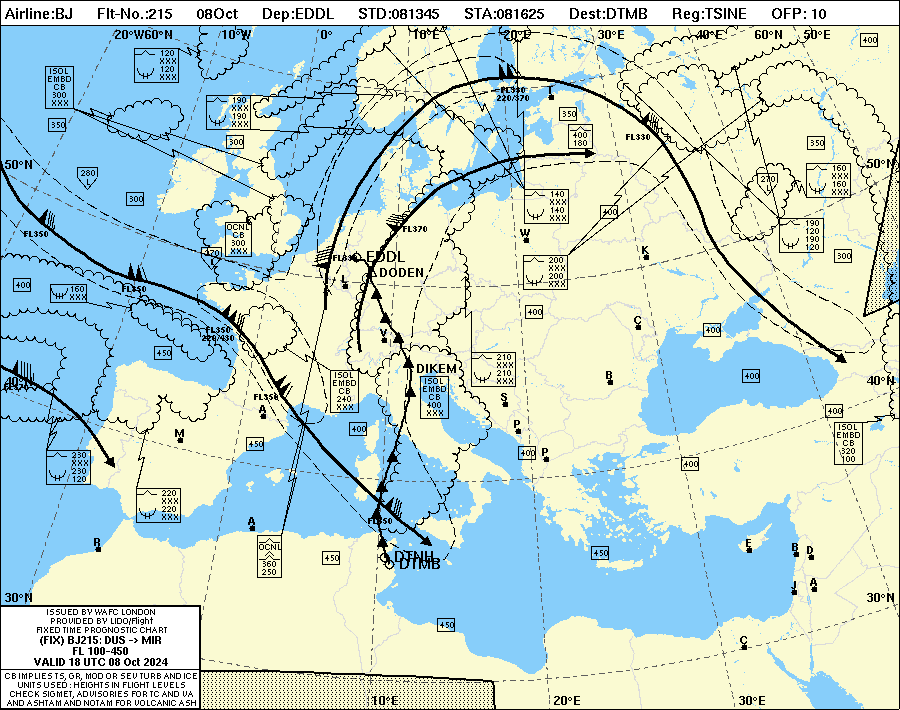 Airline:BJ Flt-No.:215 08Oct Dep:EDDL STD:081345 STA:081625 Dest:DTMB Reg:TSINE OFP: 10
20°W60°N 10°W 0° 10°E 20°E 30°E 40°E 60°N 50°E
400
120
120
XXX
ISOL
EMBD
CB
300
XXX
FL330
220/370
T
190
XXX
190
XXX
350
350
400
180
FL330
300
350
50°N
50°N
280
L
270
L
160
XXX
160
XXX
300
140
XXX
140
XXX
400
300
190
120
190
120
OCNL
CB
300
XXX
FL350
FL370
W
K
EDDL
ADODEN
200
XXX
200
XXX
300
400
160
XXX
FL350
L
400
C
FL350
220/430
V
400
450
DIKEM
210
XXX
210
XXX
400
B
40°N
ISOL
EMBD
CB
240
XXX
ISOL
EMBD
CB
400
XXX
FL350
S
A
400
M
450
400
P
ISOL
EMBD
CB
320
100
P
400
400
230
XXX
230
/120
220
XXX
220
XXX
FL350
A
R
OCNL
360
250
450
DTNH
DTMB
450
E
B
D
J
A
30°N
30°N
450
C
ISSUED BY WAFC LONDON
PROVIDED BY LIDO/Flight
FIXED TIME PROGNOSTIC CHART
(FIX) BJ215: DUS -> MIR
FL 100-450
VALID 18 UTC 08 Oct 2024
CB IMPLIES TS, GR, MOD OR SEV TURB AND ICE
UNITS USED : HEIGHTS IN FLIGHT LEVELS
CHECK SIGMET, ADVISORIES FOR TC AND VA
AND ASHTAM AND NOTAM FOR VOLCANIC ASH
10°E 20°E 30°E